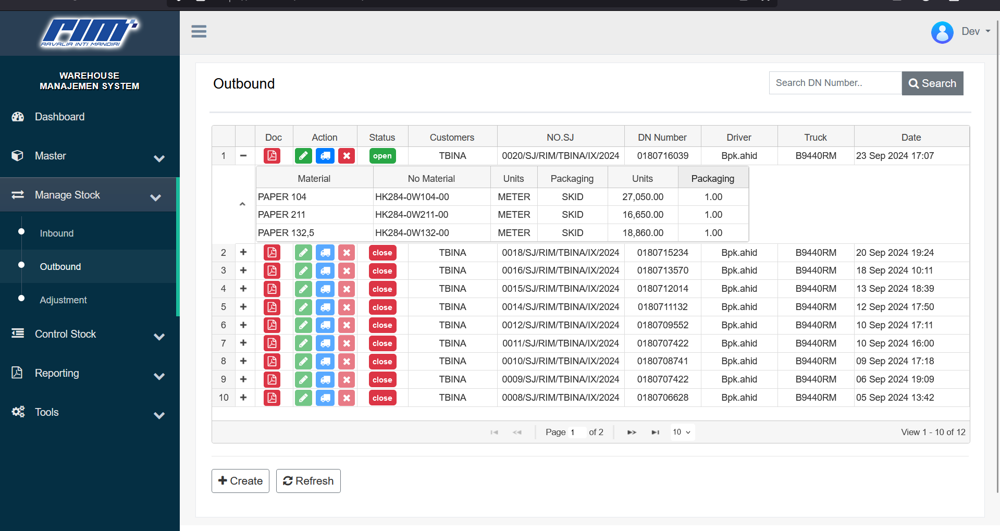 RIM
RAVALIA INTI MANDIRI
WAREHOUSE
MANAJEMEN SYSTEM
Dashboard
Master
Manage Stock
Inbound
Outbound
Adjustment
Control Stock
Reporting
Tools
Dev
Outbound
Search DN Number..
Search
Doc Action Status Customers NO.SJ DN Number Driver Truck Date
1 open TBINA 0020/SJ/RIM/TBINA/IX/2024 0180716039 Bpk.ahid B9440RM 23 Sep 2024 17:07
Material No Material Units Packaging Units Packaging
PAPER 104 HK284-0W104-00 METER SKID 27,050.00 1.00
PAPER 211 HK284-0W211-00 METER SKID 16,650.00 1.00
PAPER 132,5 HK284-0W132-00 METER SKID 18,860.00 1.00
2 close TBINA 0018/SJ/RIM/TBINA/IX/2024 0180715234 Bpk.ahid B9440RM 20 Sep 2024 19:24
3 close TBINA 0016/SJ/RIM/TBINA/IX/2024 0180713570 Bpk.ahid B9440RM 18 Sep 2024 10:11
4 close TBINA 0015/SJ/RIM/TBINA/IX/2024 0180712014 Bpk.ahid B9440RM 13 Sep 2024 18:39
5 close TBINA 0014/SJ/RIM/TBINA/IX/2024 0180711132 Bpk.ahid B9440RM 12 Sep 2024 17:50
6 close TBINA 0012/SJ/RIM/TBINA/IX/2024 0180709552 Bpk.ahid B9440RM 10 Sep 2024 17:11
7 close TBINA 0011/SJ/RIM/TBINA/IX/2024 0180707422 Bpk.ahid B9440RM 10 Sep 2024 16:00
8 close TBINA 0010/SJ/RIM/TBINA/IX/2024 0180708741 Bpk.ahid B9440RM 09 Sep 2024 17:18
9 close TBINA 0009/SJ/RIM/TBINA/IX/2024 0180707422 Bpk.ahid B9440RM 06 Sep 2024 19:09
10 close TBINA 0008/SJ/RIM/TBINA/IX/2024 0180706628 Bpk.ahid B9440RM 05 Sep 2024 13:42
Page 1 of 2 10 View 1 - 10 of 12
Create Refresh